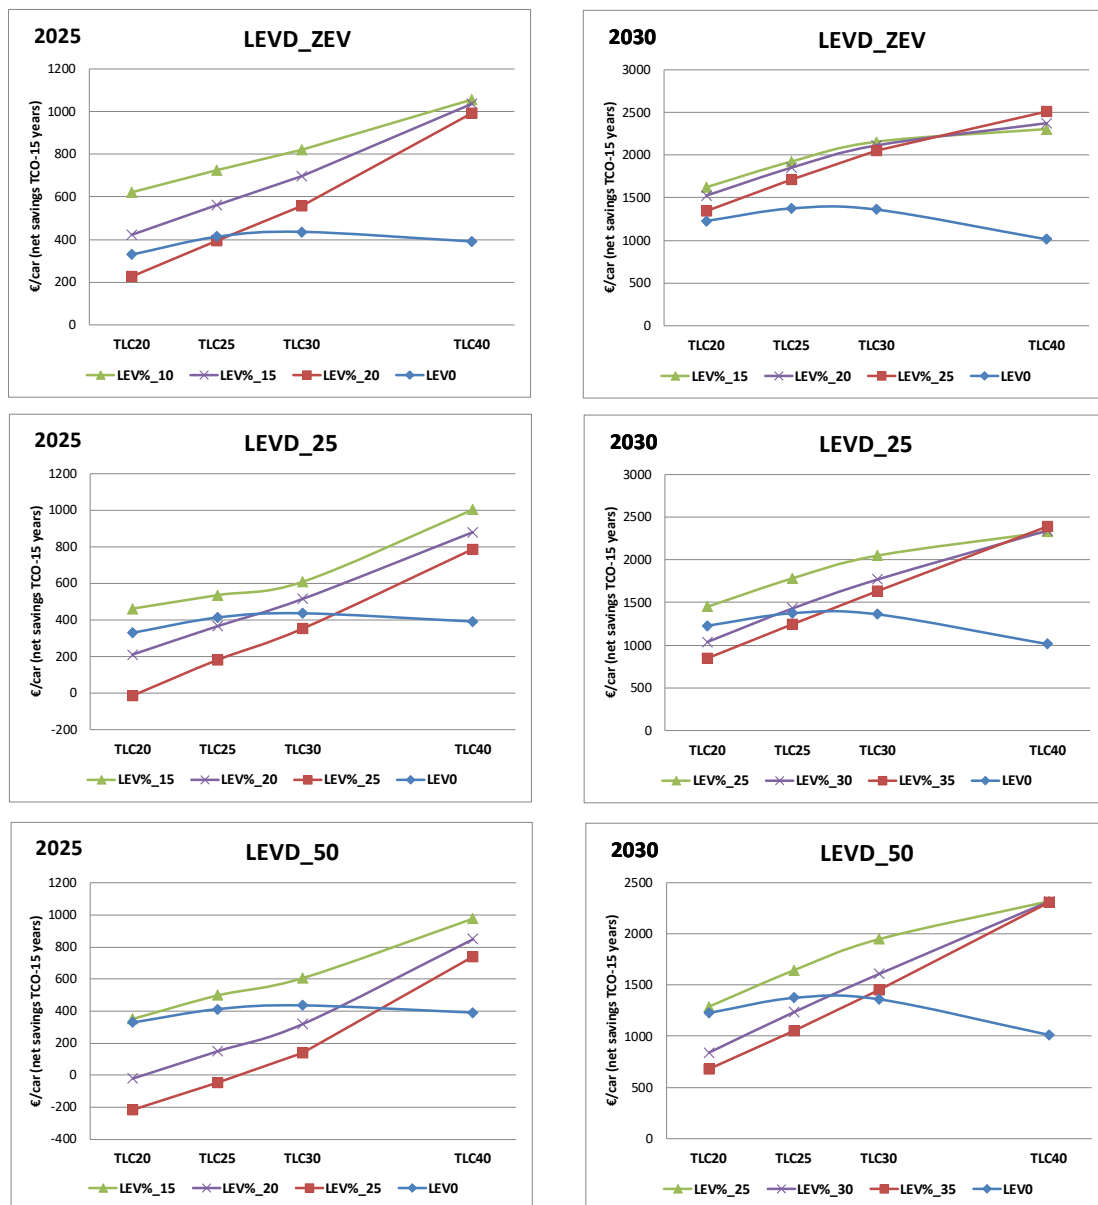 2025
LEVD_ZEV
€/car (net savings TCO-15 years)
1200
1000
800
600
400
200
0
TLC20 TLC25 TLC30 TLC40
LEV%_10 LEV%_15 LEV%_20 LEV0
2030
LEVD_ZEV
€/car (net savings TCO-15 years)
3000
2500
2000
1500
1000
500
0
TLC20 TLC25 TLC30 TLC40
LEV%_15 LEV%_20 LEV%_25 LEV0
2025
LEVD_25
€/car (net savings TCO-15 years)
1200
1000
800
600
400
200
0
-200
TLC20 TLC25 TLC30 TLC40
LEV%_15 LEV%_20 LEV%_25 LEV0
2030
LEVD_25
€/car (net savings TCO-15 years)
3000
2500
2000
1500
1000
500
0
TLC20 TLC25 TLC30 TLC40
LEV%_25 LEV%_30 LEV%_35 LEV0
2025
LEVD_50
€/car (net savings TCO-15 years)
1200
1000
800
600
400
200
0
-200
-400
TLC20 TLC25 TLC30 TLC40
LEV%_15 LEV%_20 LEV%_25 LEV0
2030
LEVD_50
€/car (net savings TCO-15 years)
2500
2000
1500
1000
500
0
TLC20 TLC25 TLC30 TLC40
LEV%_25 LEV%_30 LEV%_35 LEV0